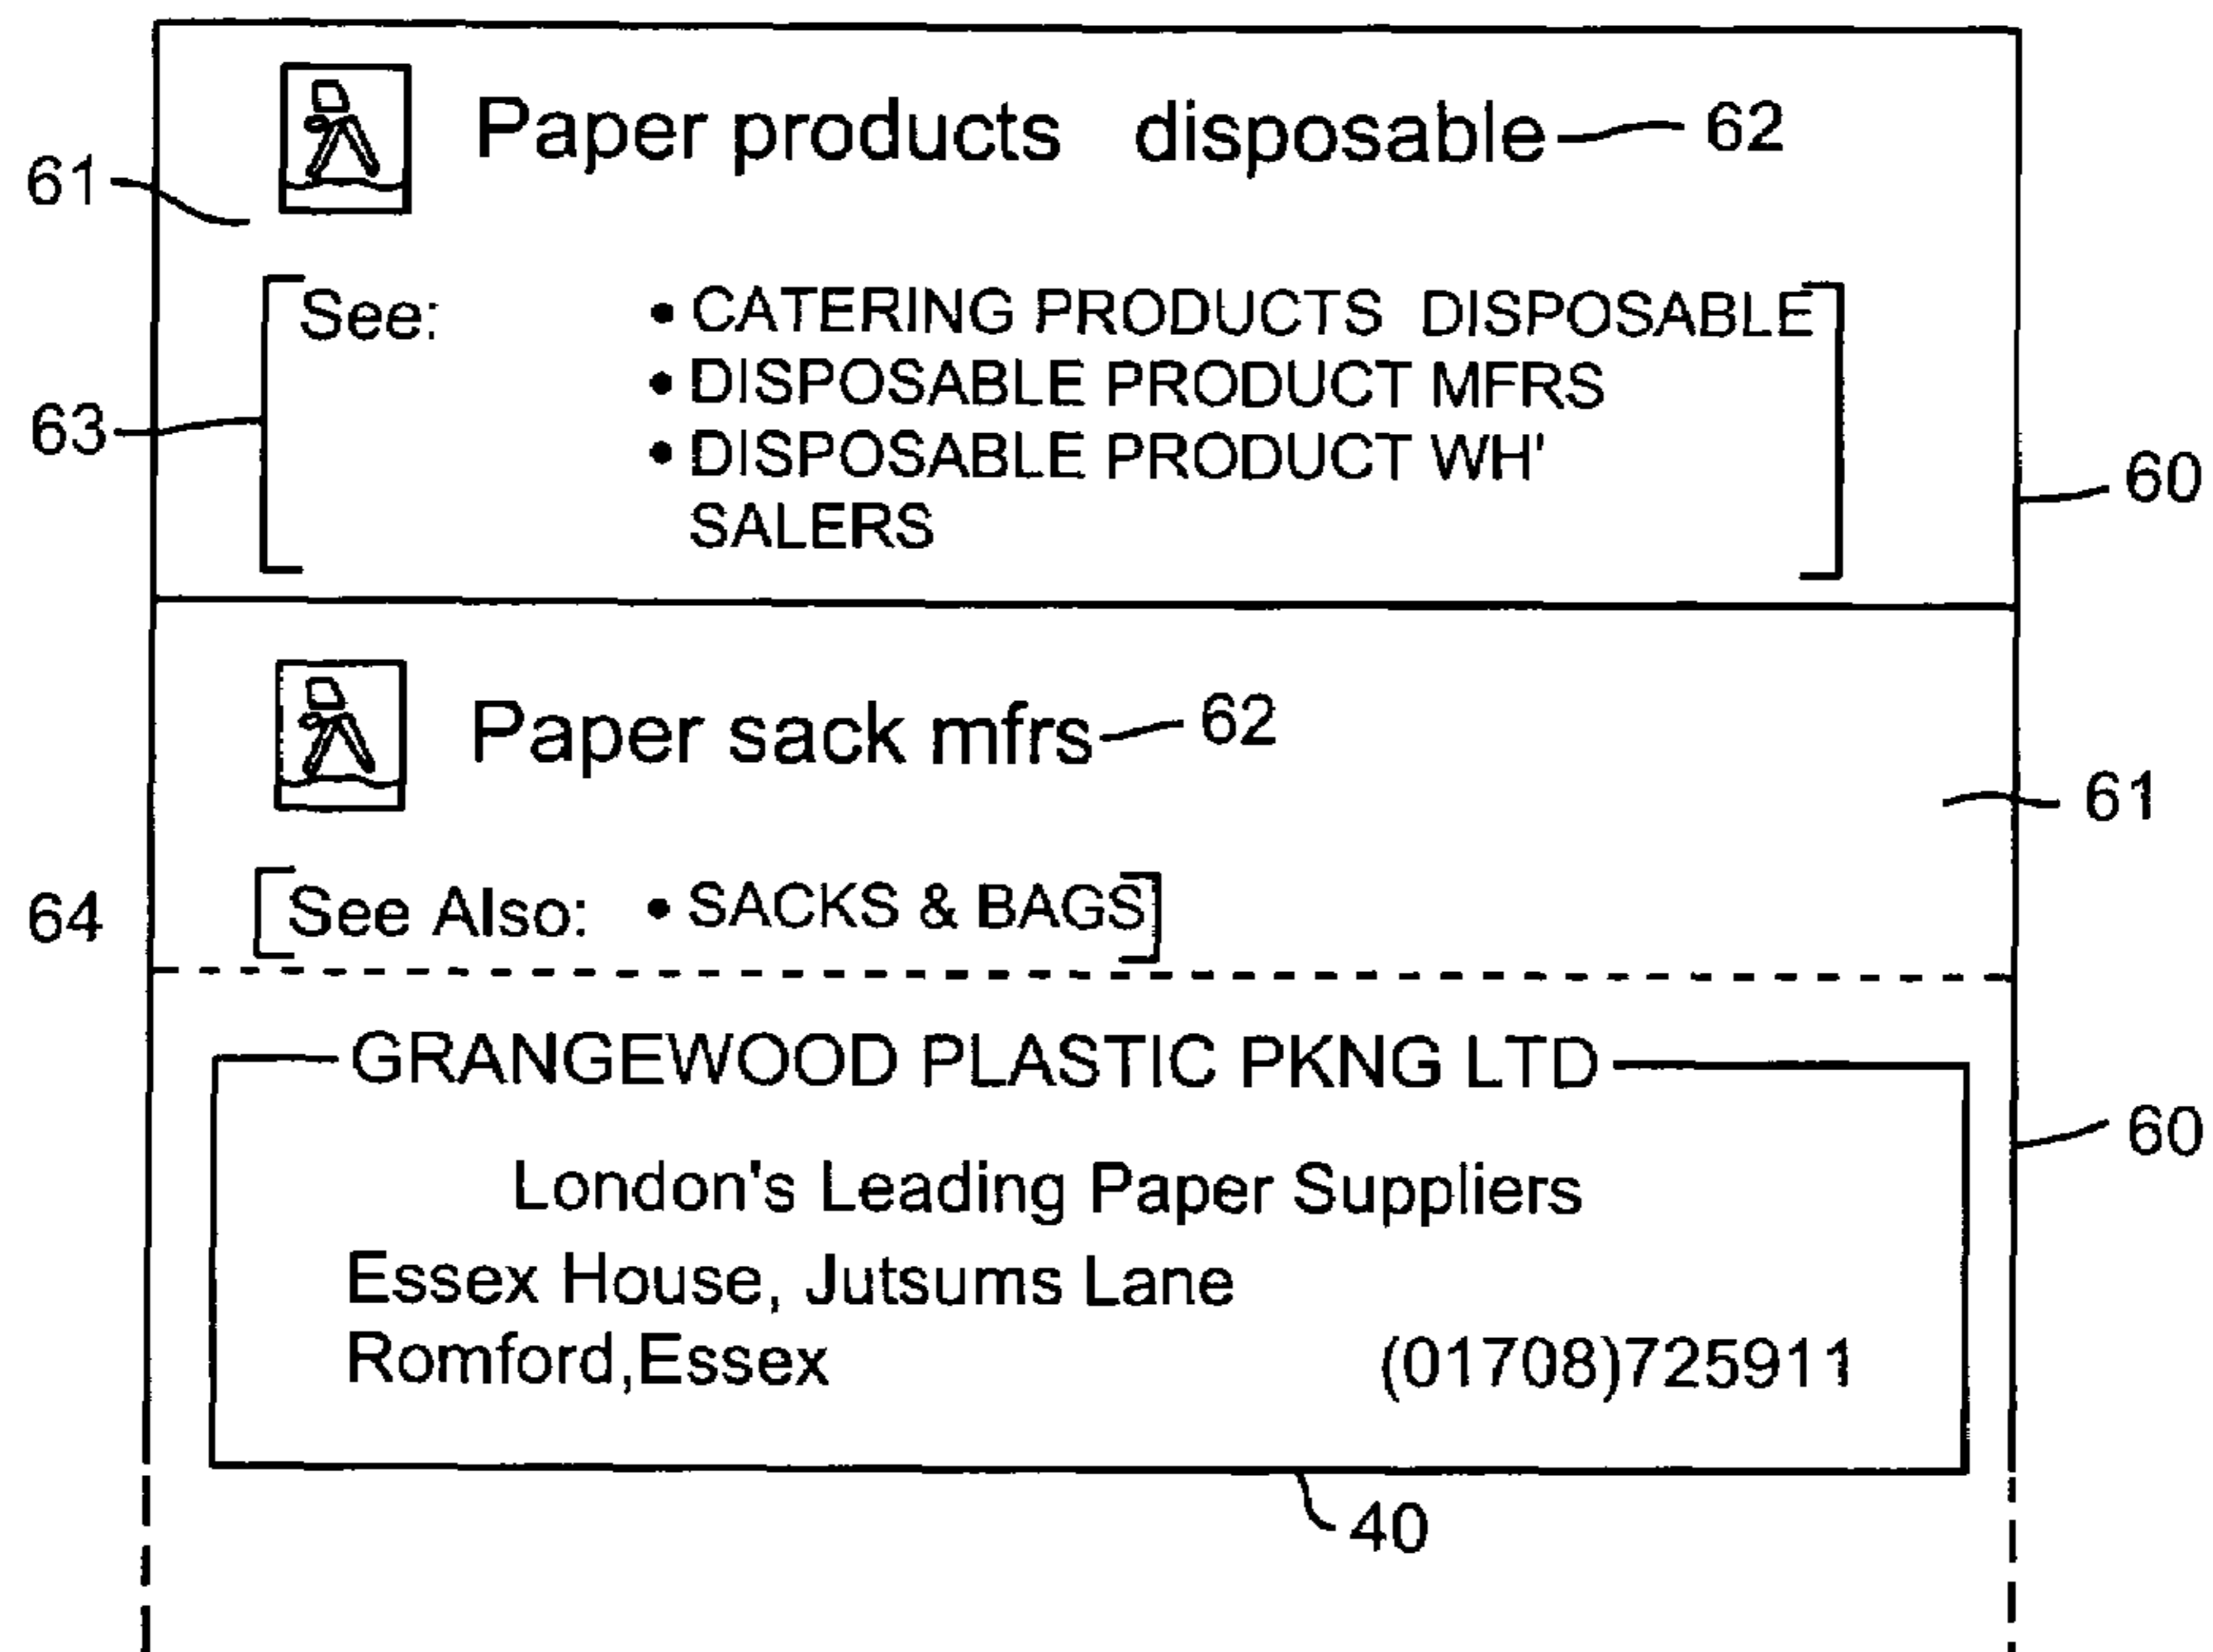 Paper products disposable 62
61
See: • CATERING PRODUCTS DISPOSABLE
• DISPOSABLE PRODUCT MFRS
63
• DISPOSABLE PRODUCT WH'
60
SALERS
Paper sack mfrs 62
61
64 See Also: • SACKS & BAGS
GRANGEWOOD PLASTIC PKNG LTD
60
London's Leading Paper Suppliers
Essex House, Jutsums Lane
Romford,Essex (01708)725911
40